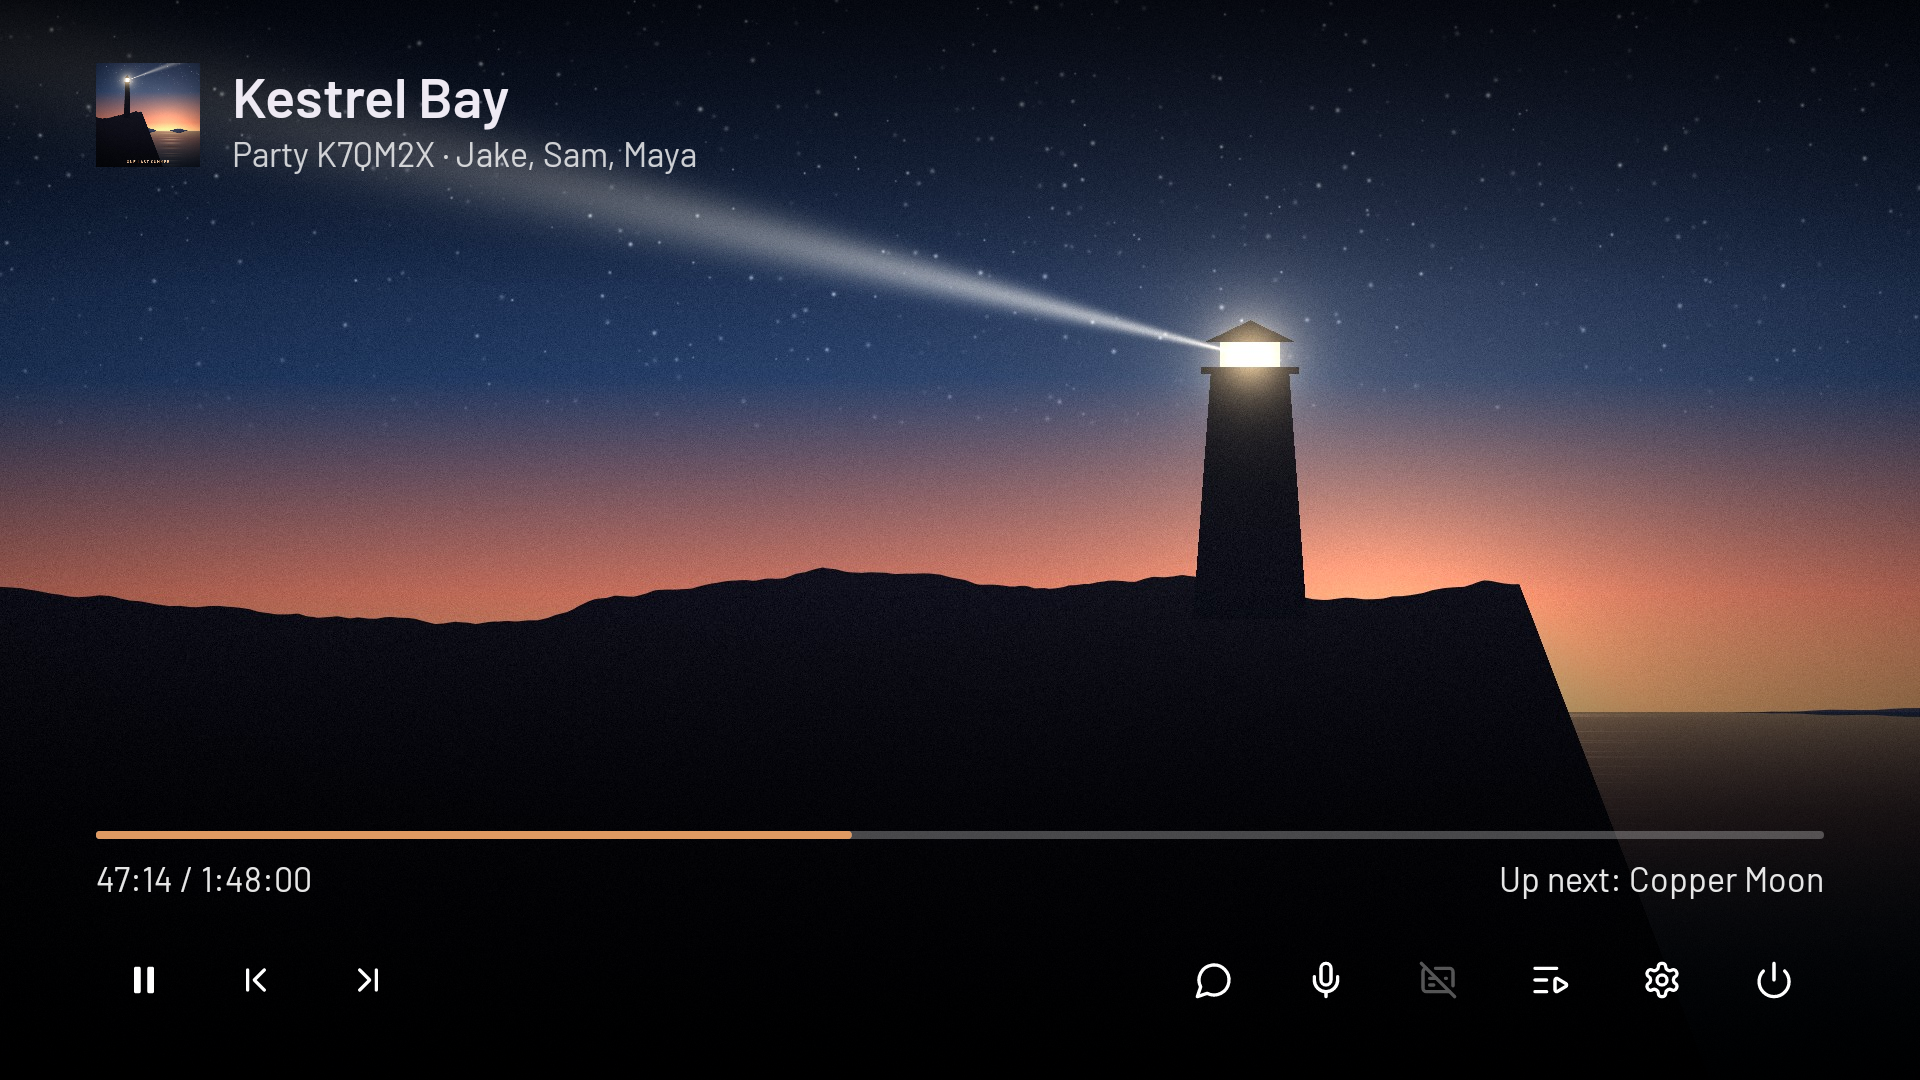 Kestrel Bay
Party K7QM2X · Jake, Sam, Maya
47:14 / 1:48:00
Up next: Copper Moon